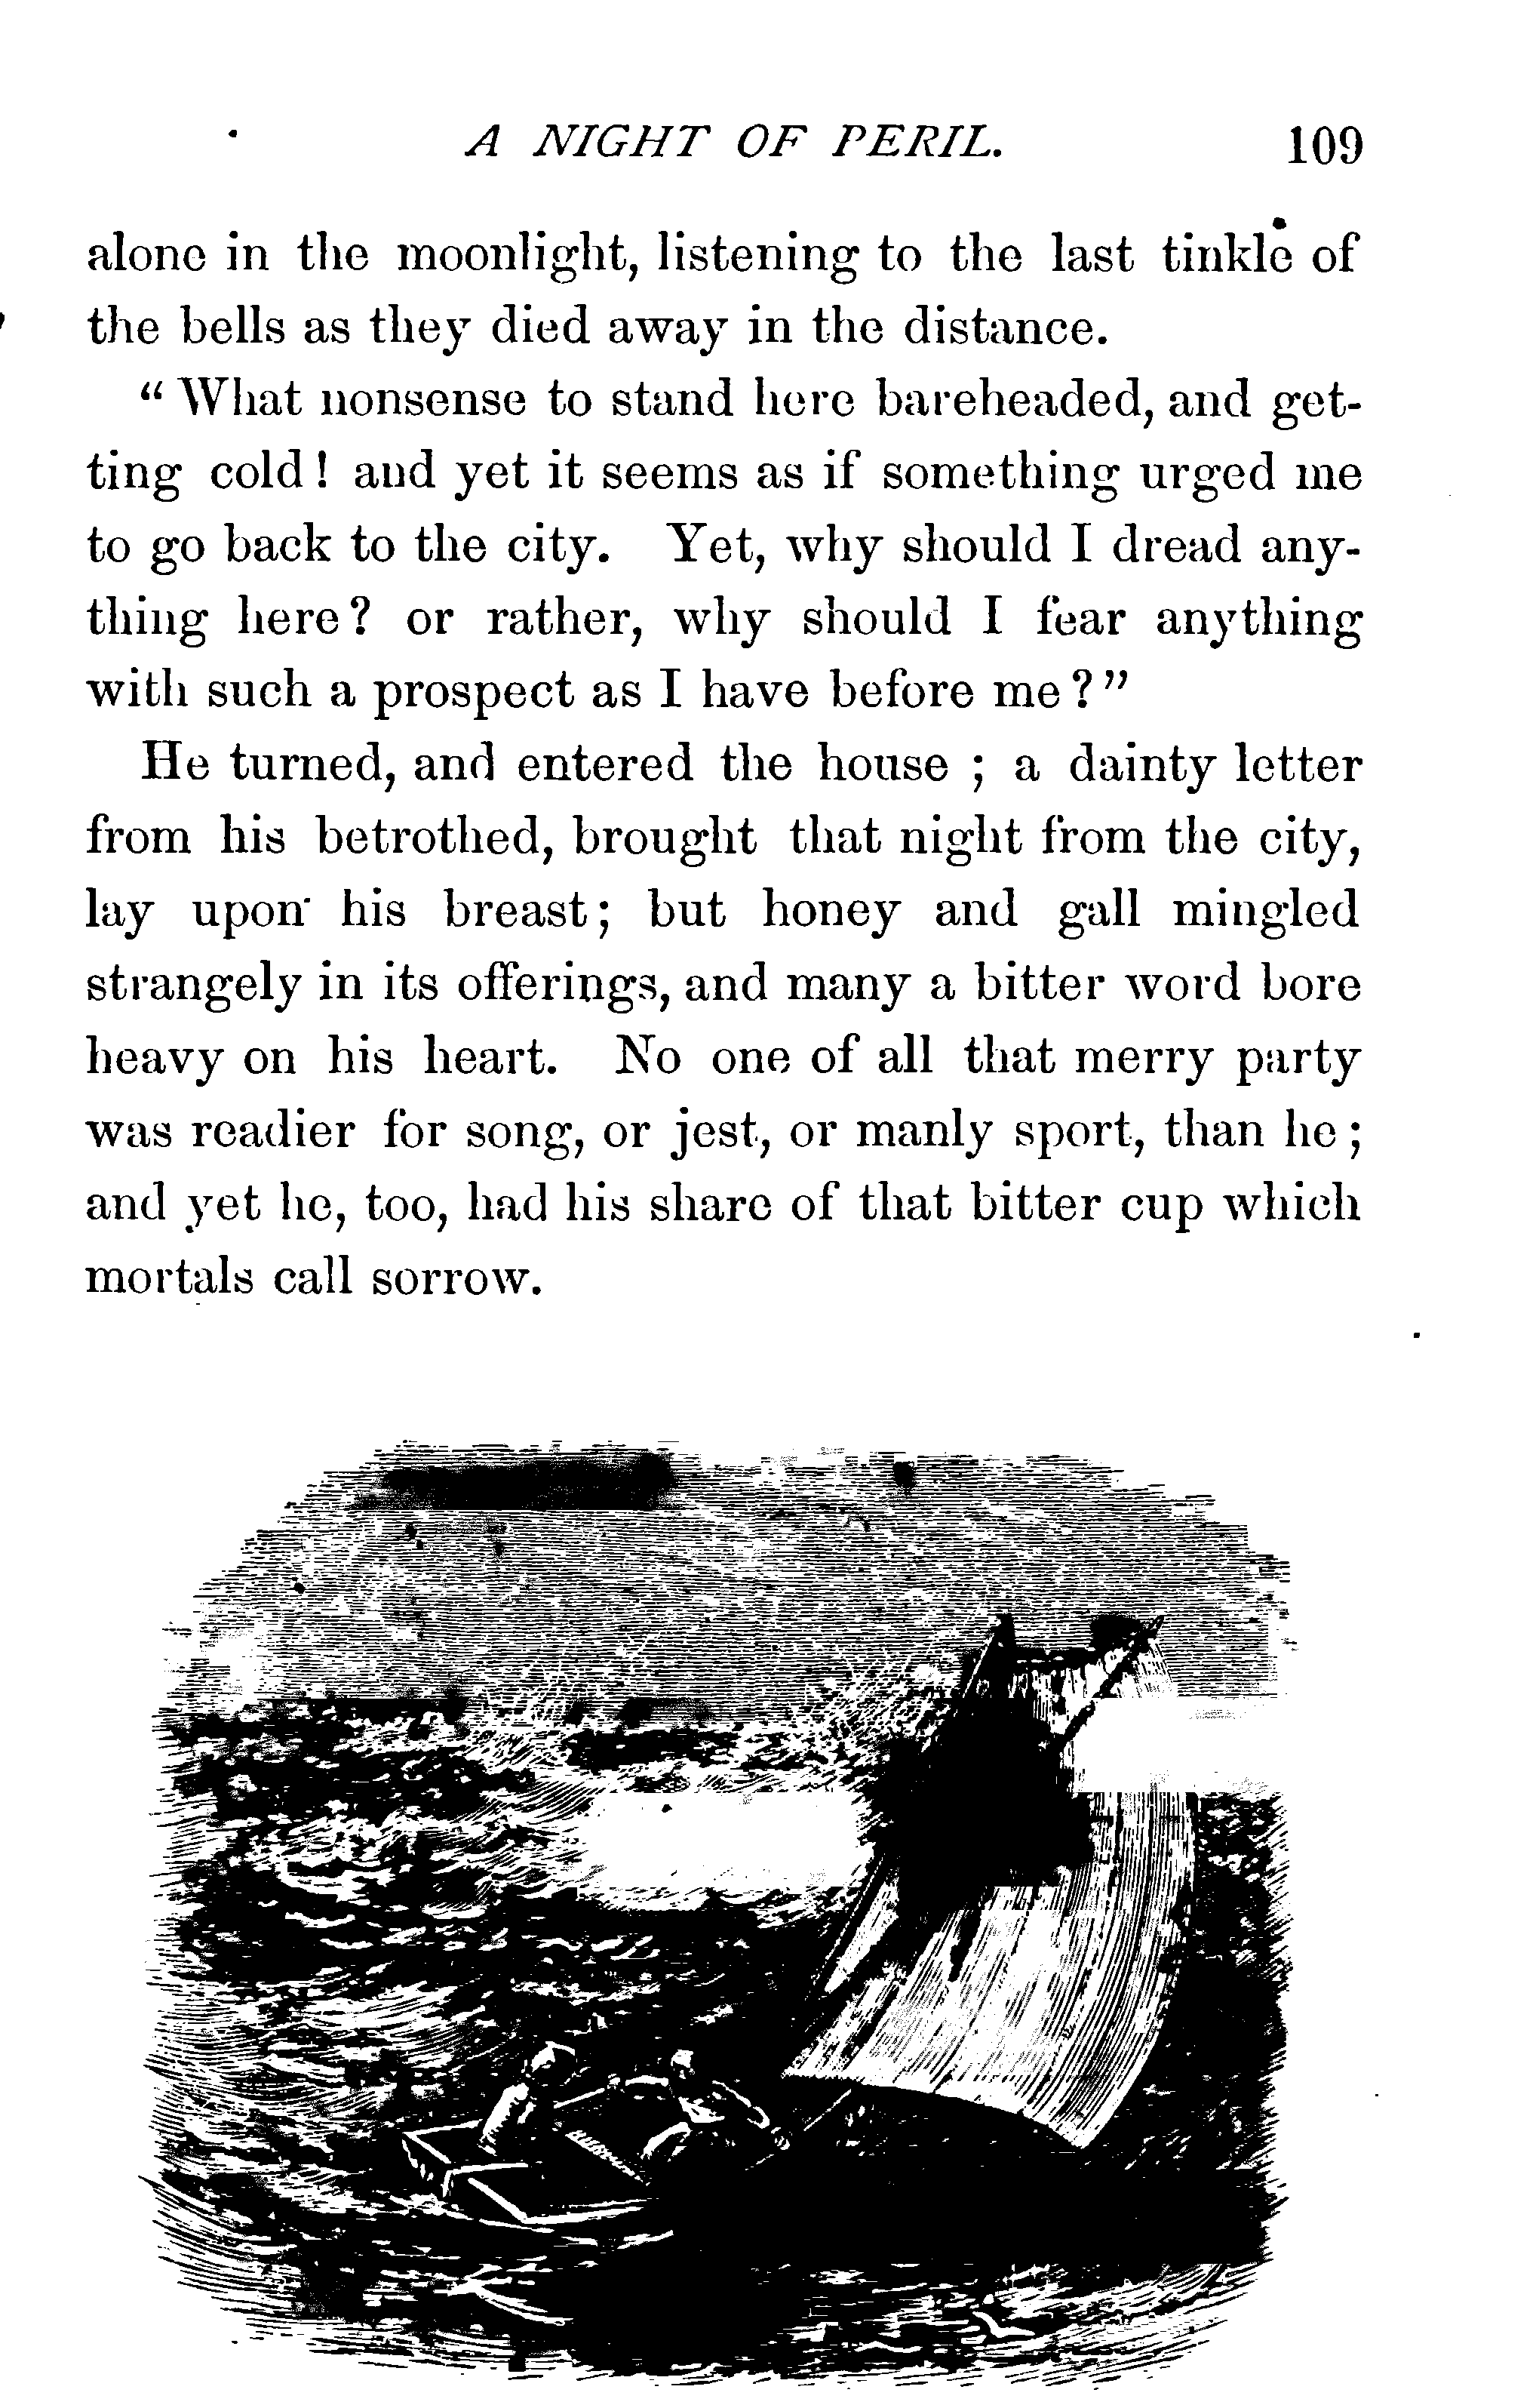 A NIGHT OF PERIL. 109
alone in the moonlight, listening to the last tinkle of
the bells as they died away in the distance.
“ What nonsense to stand here bareheaded, and get-
ting cold ! and yet it seems as if something urged me
to go back to the city. Yet, why should I dread any-
thing here ? or rather, why should I fear anything
with such a prospect as I have before me ? ”
He turned, and entered the house ; a dainty letter
from his betrothed, brought that night from the city,
lay upon his breast ; but honey and gall mingled
strangely in its offerings, and many a bitter word bore
heavy on his heart. No one of all that merry party
was readier for song, or jest, or manly sport, than he ;
and yet he, too, had his share of that bitter cup which
mortals call sorrow.